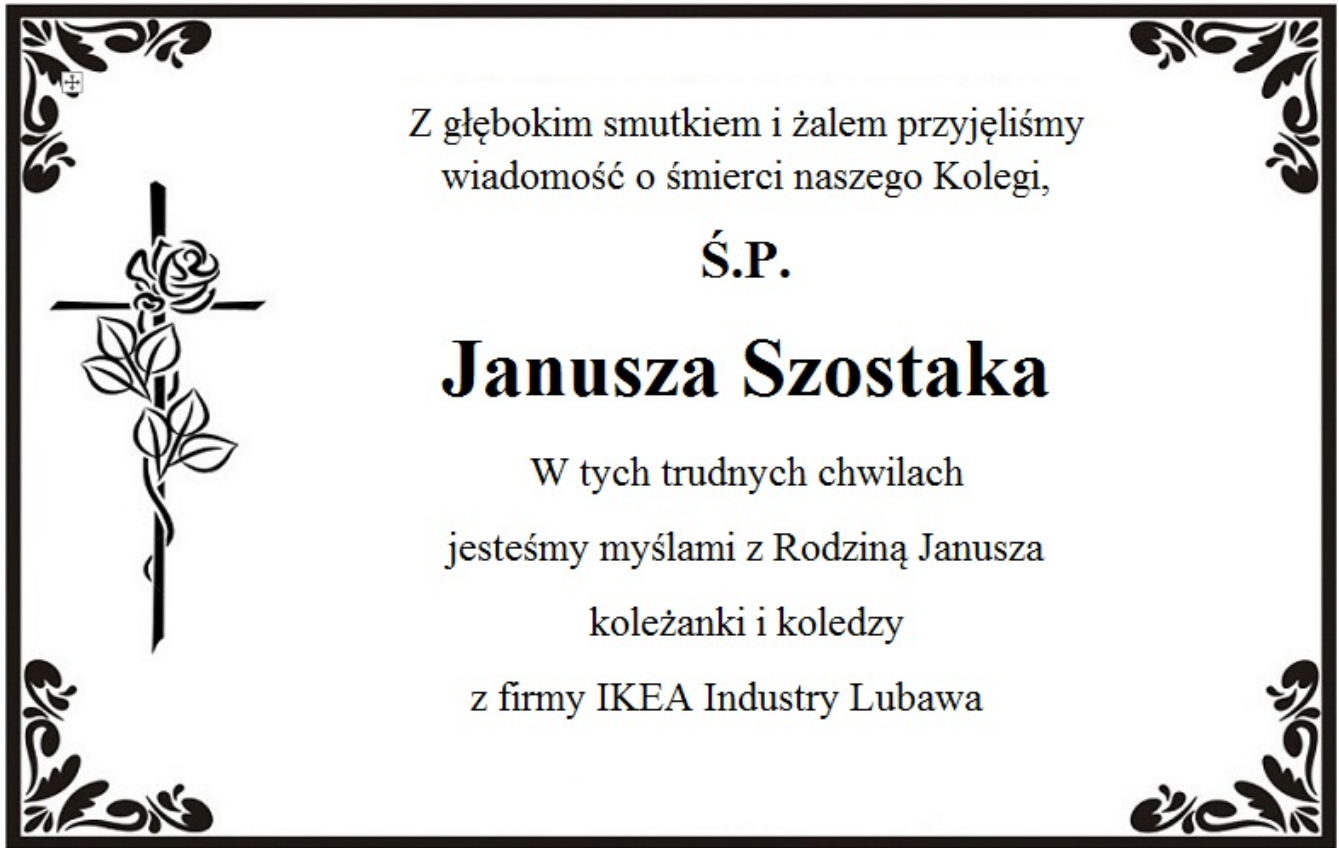 Z głębokim smutkiem i żalem przyjęliśmy
wiadomość o śmierci naszego Kolegi,
Ś.P.
Janusza Szostaka
W tych trudnych chwilach
jesteśmy myślami z Rodziną Janusza
koleżanki i koledzy
z firmy IKEA Industry Lubawa